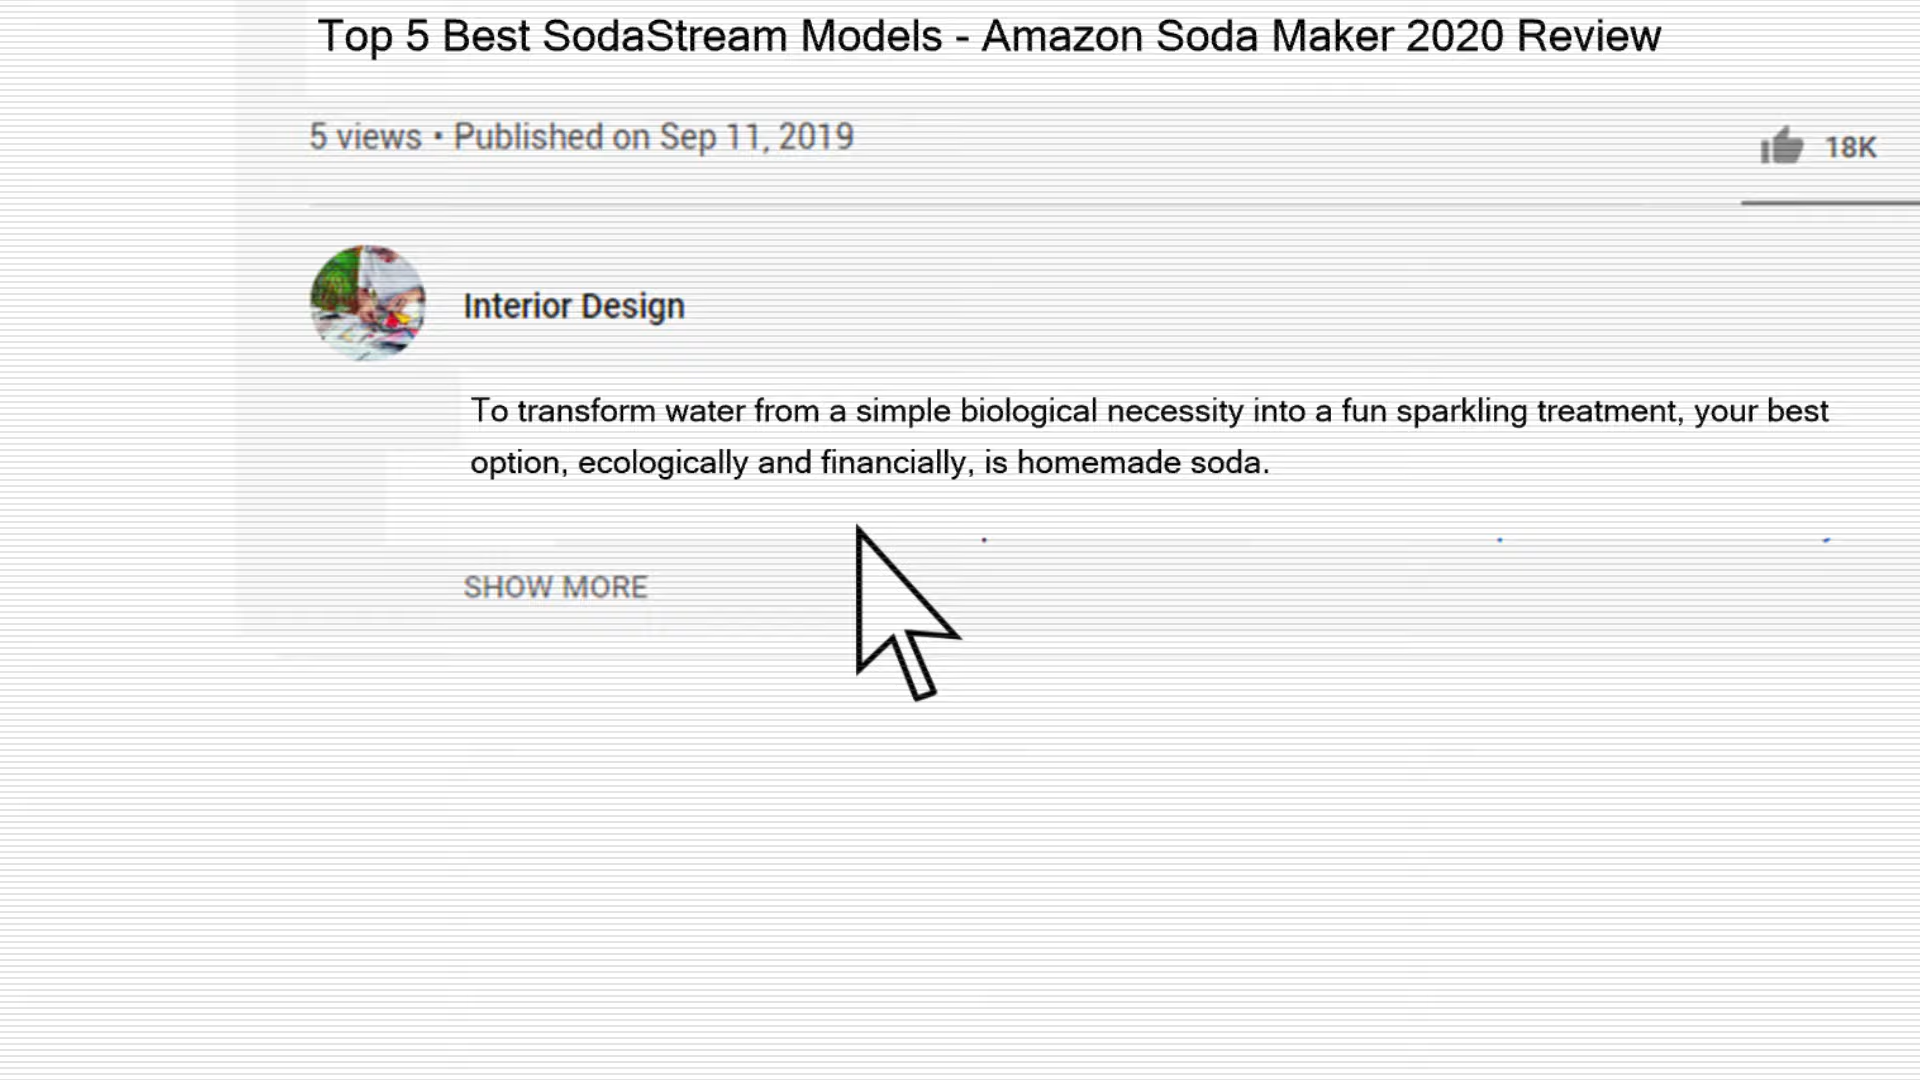 Top 5 Best SodaStream Models - Amazon Soda Maker 2020 Review
5 views • Published on Sep 11, 2019
18K
Interior Design
To transform water from a simple biological necessity into a fun sparkling treatment, your best
option, ecologically and financially, is homemade soda.
SHOW MORE